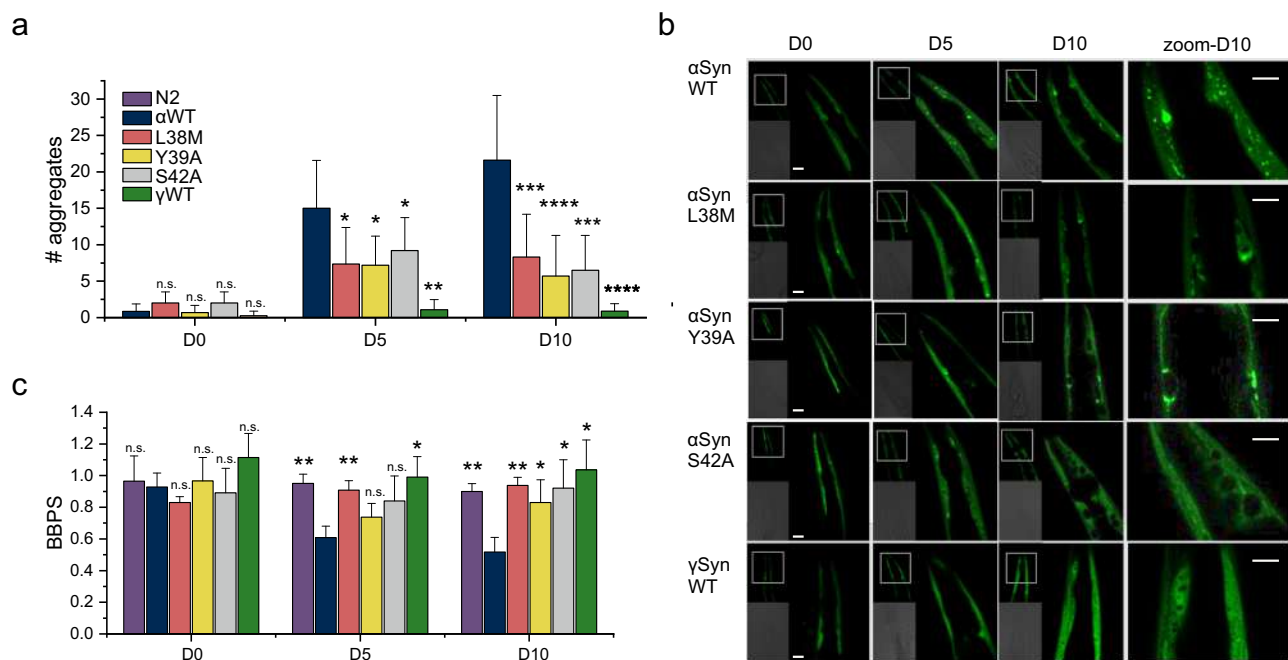 a
# aggregates
30
25
20
15
10
5
0
N2
αWT
L38M
Y39A
S42A
γWT
n.s. n.s. n.s. n.s.
* * * **
*** **** *** ****
D0 D5 D10
b
D0 D5 D10 zoom-D10
αSyn
WT
αSyn
L38M
αSyn
Y39A
αSyn
S42A
γSyn
WT
c
BBPS
1.4
1.2
1.0
0.8
0.6
0.4
0.2
0.0
n.s. n.s. n.s. n.s. n.s.
** ** n.s. n.s. *
** ** * * *
D0 D5 D10